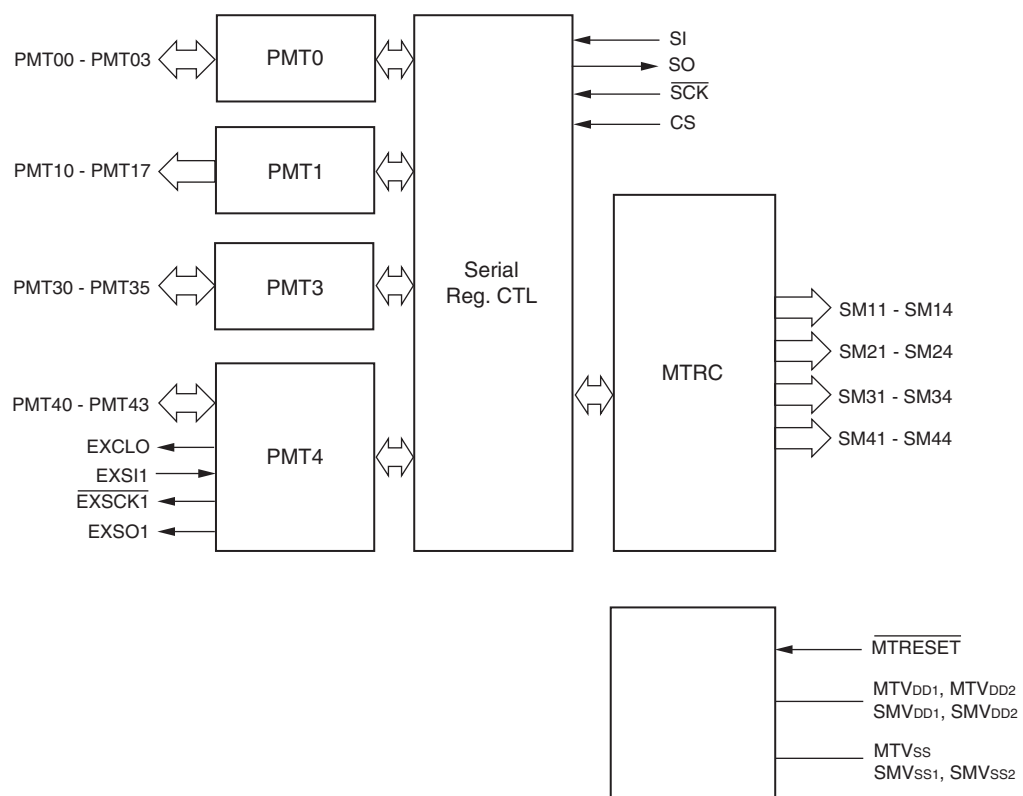 PMT00 - PMT03
PMT0
SI
SO
SCK
CS
PMT10 - PMT17
PMT1
PMT30 - PMT35
PMT3
Serial
Reg. CTL
MTRC
SM11 - SM14
SM21 - SM24
SM31 - SM34
SM41 - SM44
PMT40 - PMT43
EXCLO
EXSI1
EXSCK1
EXSO1
PMT4
MTRESET
MTVDD1, MTVDD2
SMVDD1, SMVDD2
MTVSS
SMVSS1, SMVSS2